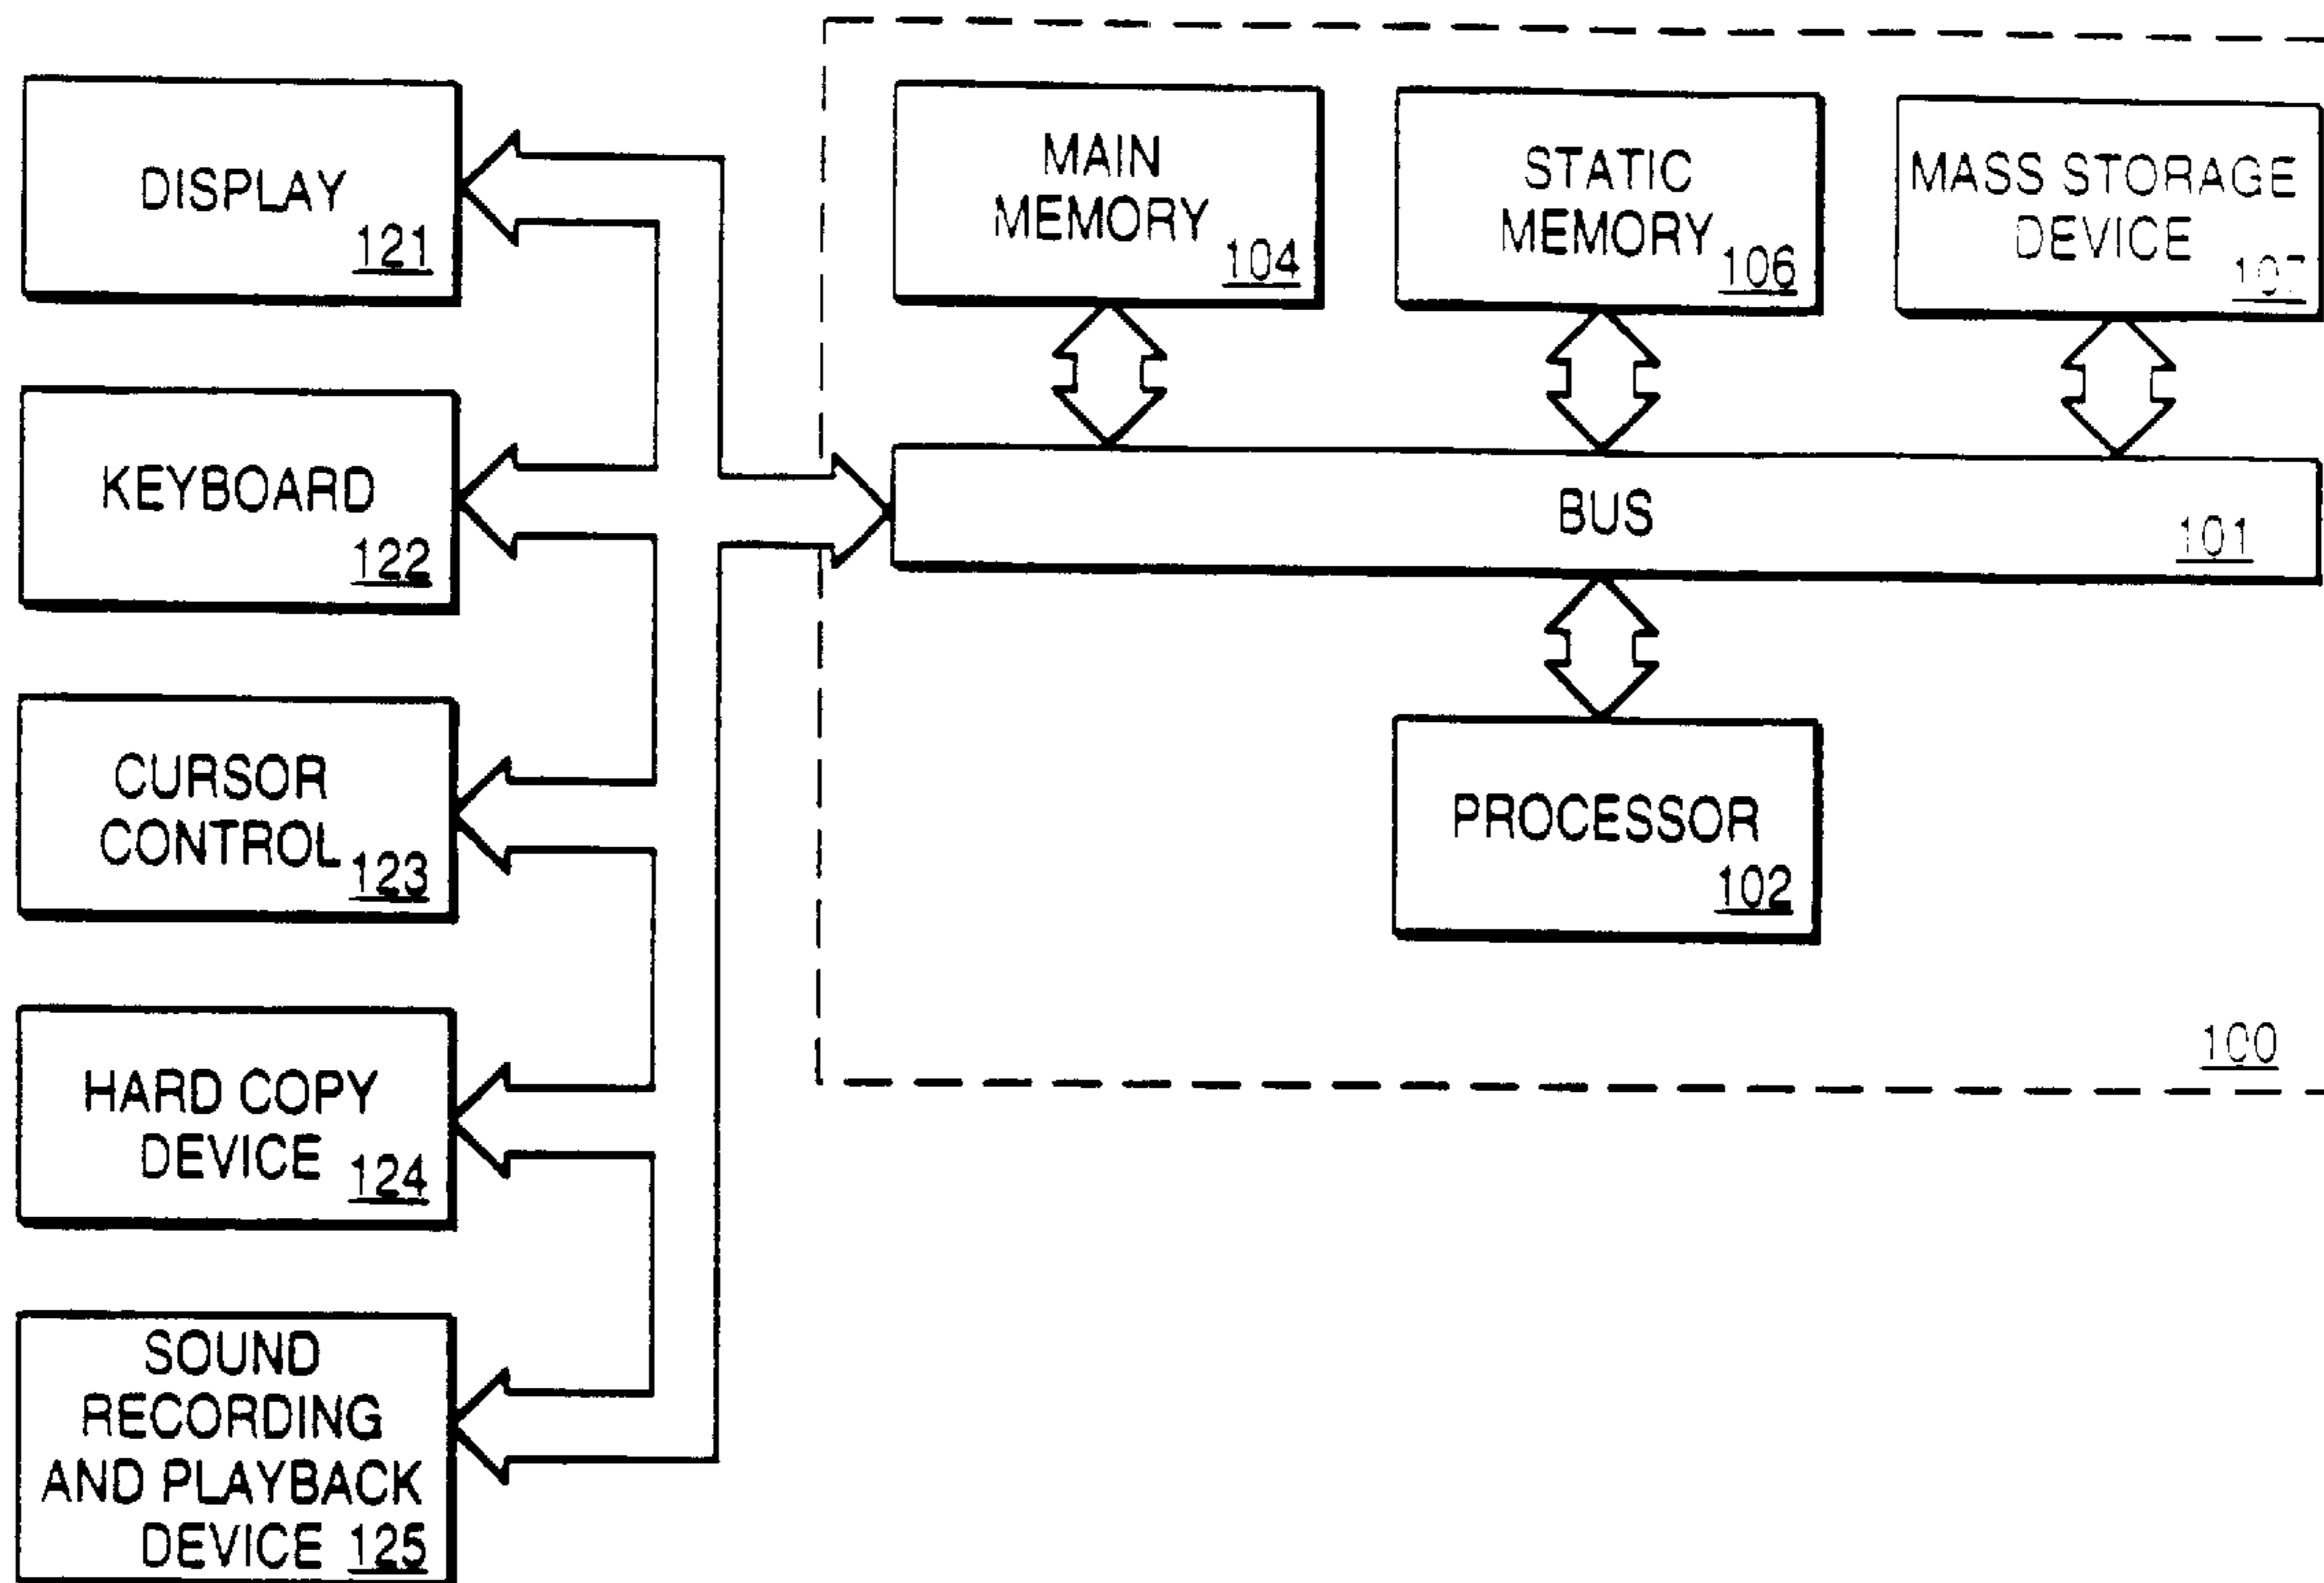 DISPLAY
121
KEYBOARD
122
CURSOR
CONTROL
123
HARD COPY
DEVICE
124
SOUND
RECORDING
AND PLAYBACK
DEVICE 125
MAIN
MEMORY
104
STATIC
MEMORY
106
MASS STORAGE
DEVICE
107
BUS
101
PROCESSOR
102
100